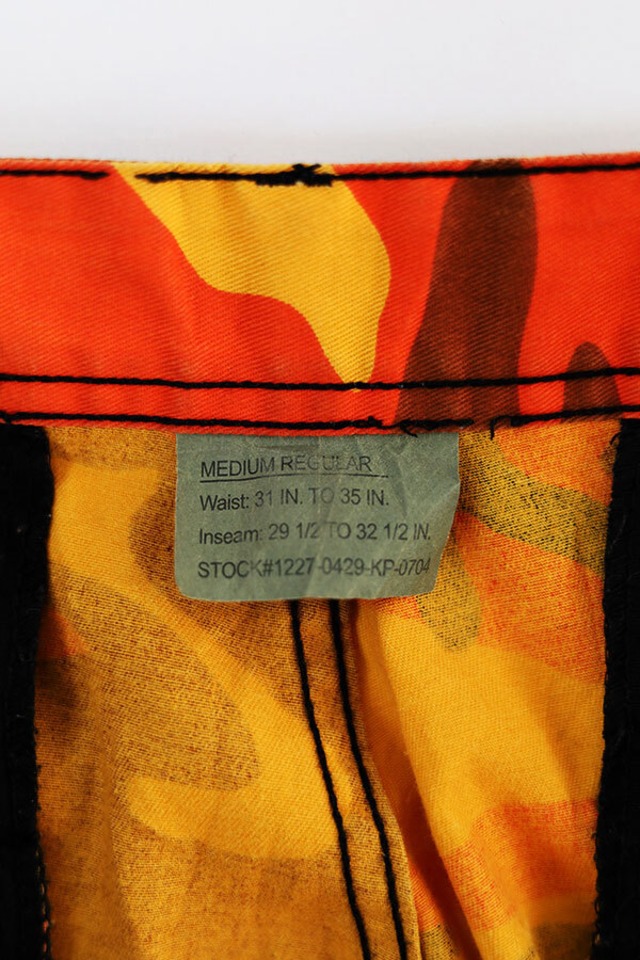 MEDIUM REGULAR
Waist: 31 IN. TO 35 IN.
Inseam: 29 1/2 TO 32 1/2 IN.
STOCK#1227-0429-KP-0704